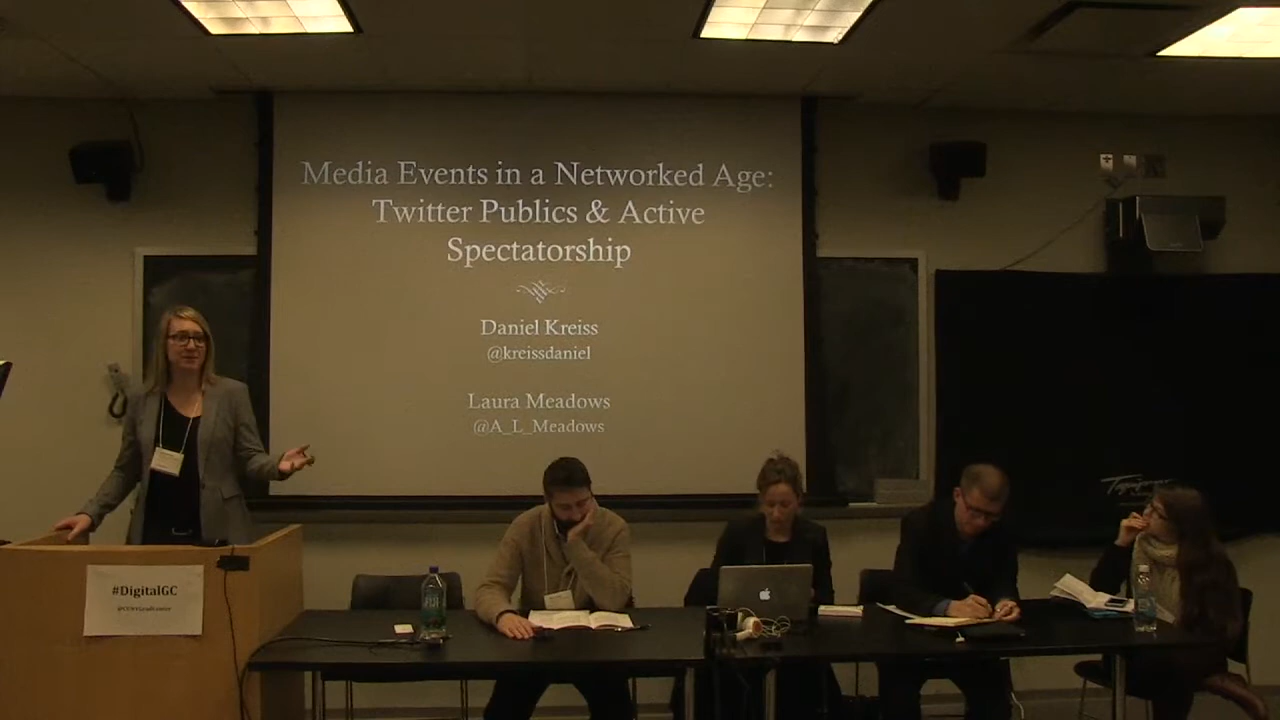 Media Events in a Networked Age:
Twitter Publics & Active
Spectatorship
Daniel Kreiss
@kreissdaniel
Laura Meadows
@A_L_Meadows
#DigitalGC